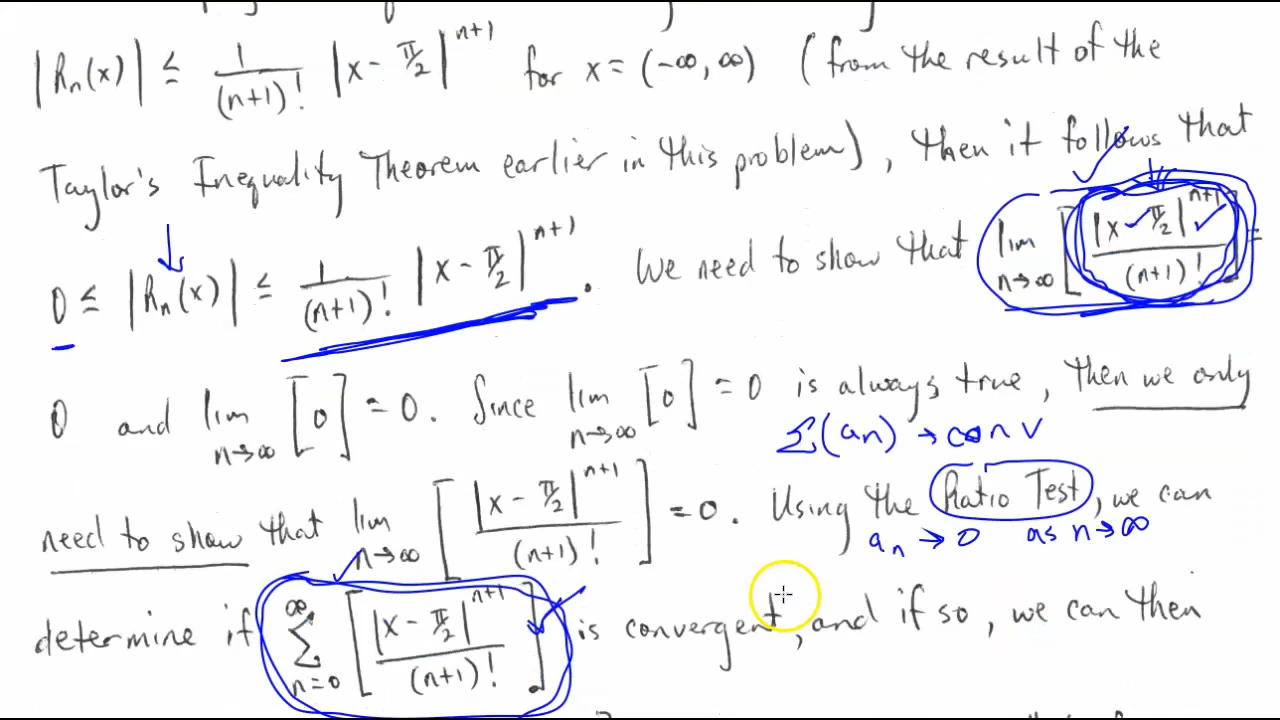 |Rn(x)| ≤ 1/(n+1)! |x - π/2|^(n+1) for x = (-∞, ∞) (from the result of the
Taylor's Inequality Theorem earlier in this problem), then it follows that
0 ≤ |Rn(x)| ≤ 1/(n+1)! |x - π/2|^(n+1). We need to show that lim n→∞ [|x - π/2|^(n+1)/(n+1)!] =
0 and lim n→∞ [0] = 0. Since lim n→∞ [0] = 0 is always true, then we only
Σ(an) → conv
need to show that lim n→∞ [|x - π/2|^(n+1)/(n+1)!] = 0. Using the Ratio Test, we can
an → 0 as n→∞
determine if ∞ Σ n=0 [|x - π/2|^(n+1)/(n+1)!] is convergent, and if so, we can then